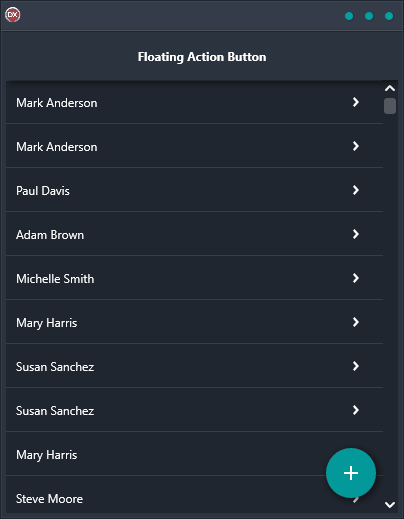 DX
Floating Action Button
Mark Anderson
Mark Anderson
Paul Davis
Adam Brown
Michelle Smith
Mary Harris
Susan Sanchez
Susan Sanchez
Mary Harris
Steve Moore